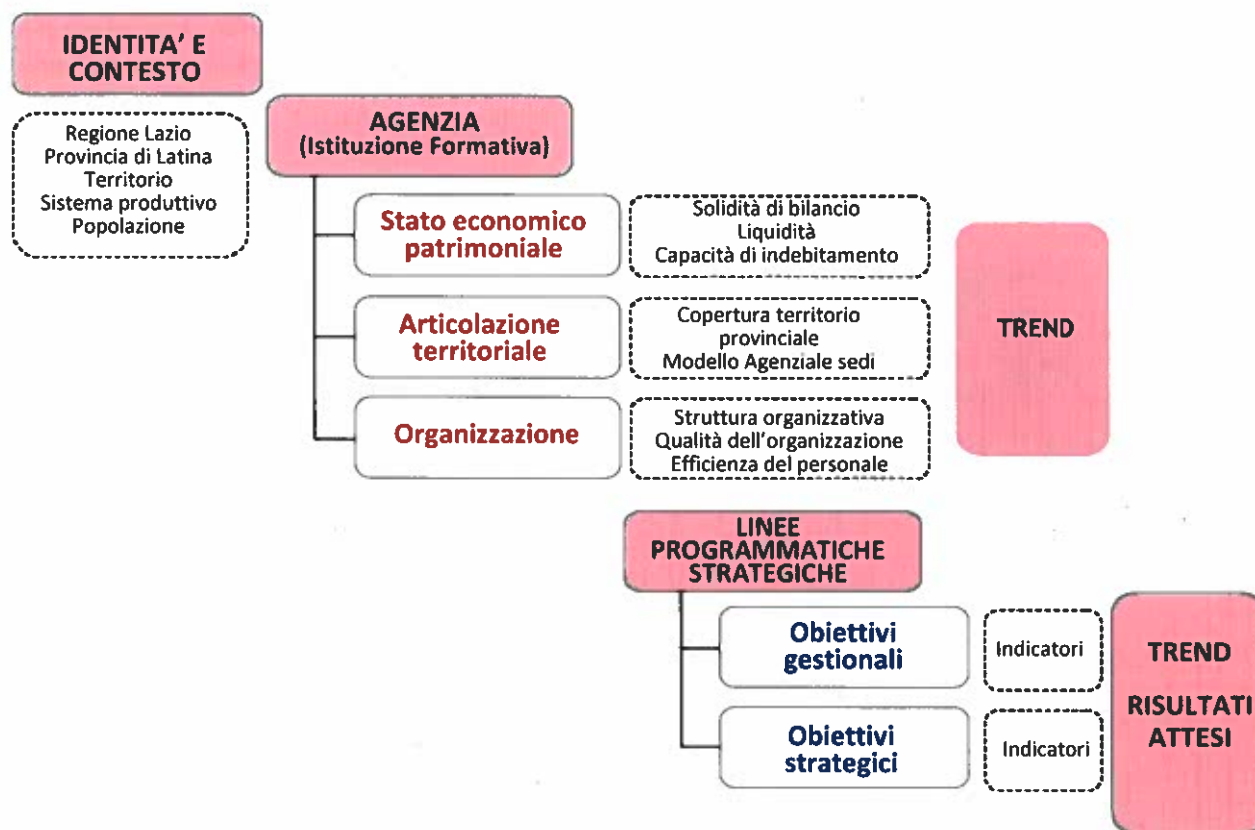 IDENTITA' E
CONTESTO
Regione Lazio
Provincia di Latina
Territorio
Sistema produttivo
Popolazione
AGENZIA
(Istituzione Formativa)
Stato economico
patrimoniale
Solidità di bilancio
Liquidità
Capacità di indebitamento
Articolazione
territoriale
Copertura territorio
provinciale
Modello Agenziale sedi
Organizzazione
Struttura organizzativa
Qualità dell'organizzazione
Efficienza del personale
TREND
LINEE
PROGRAMMATICHE
STRATEGICHE
Obiettivi
gestionali
Indicatori
Obiettivi
strategici
Indicatori
TREND
RISULTATI
ATTESI